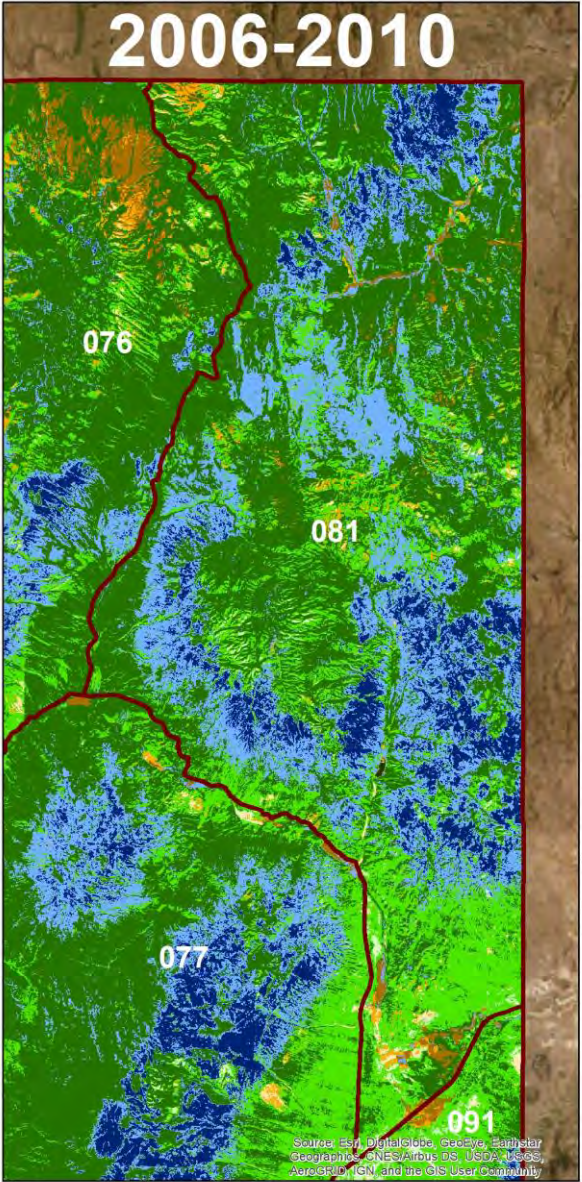 2006-2010
076
081
077
091
Source: Esri, DigitalGlobe, GeoEye, Earthstar
Geographics, CNES/Airbus DS, USDA, USGS,
AeroGRID, IGN, and the GIS User Community